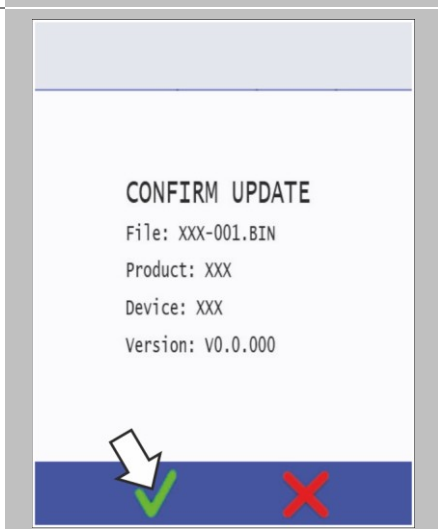 CONFIRM UPDATE
File: XXX-001.BIN
Product: XXX
Device: XXX
Version: V0.0.000